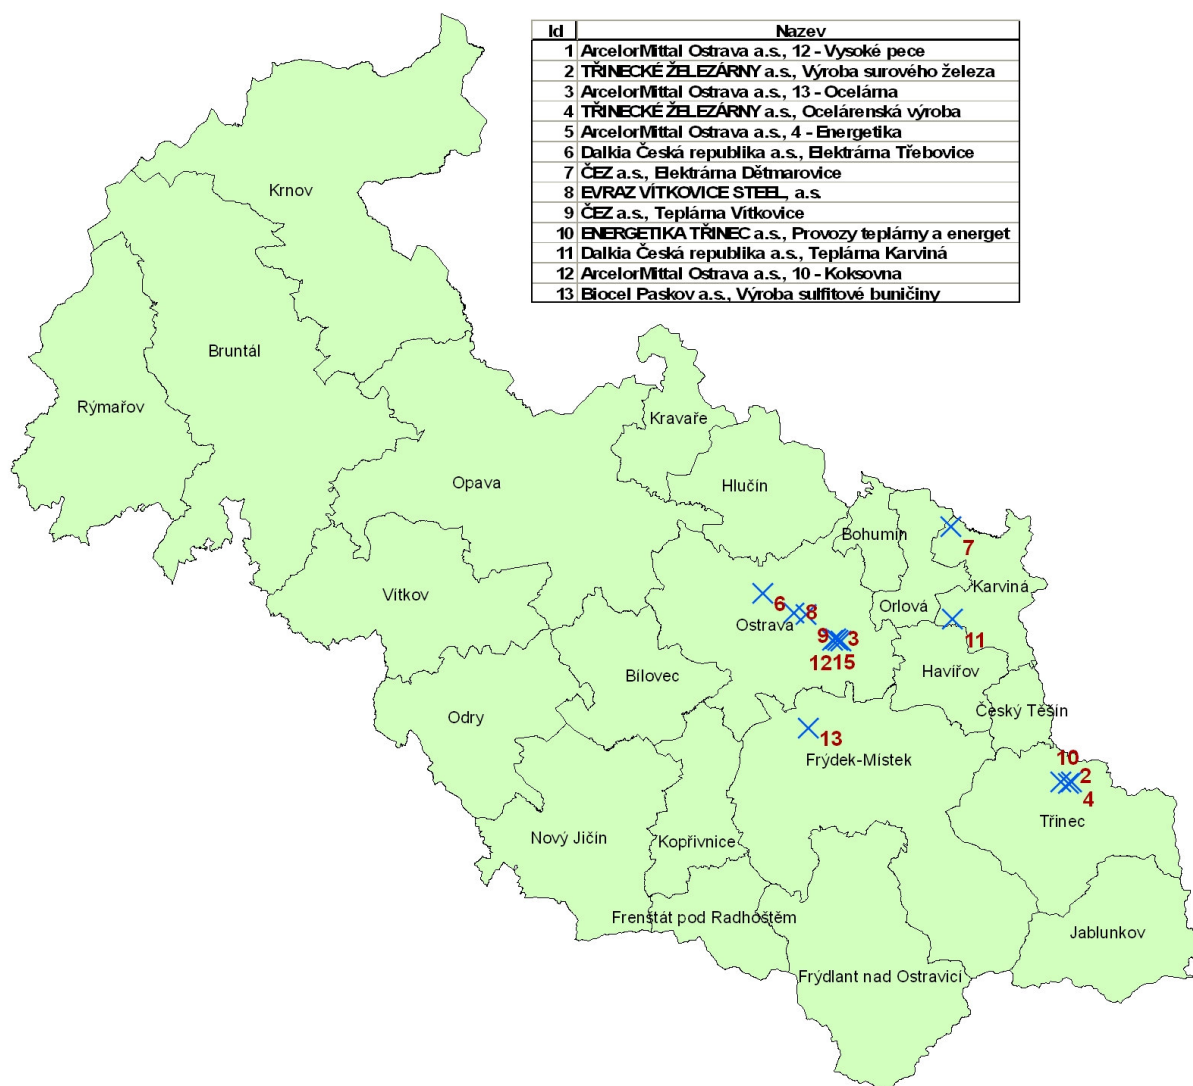 Id Nazev
1 ArcelorMittal Ostrava a.s., 12 - Vysoké pece
2 TŘINECKÉ ŽELEZÁRNY a.s., Výroba surového železa
3 ArcelorMittal Ostrava a.s., 13 - Ocelárna
4 TŘINECKÉ ŽELEZÁRNY a.s., Ocelárenská výroba
5 ArcelorMittal Ostrava a.s., 4 - Energetika
6 Dalkia Česká republika a.s., Elektrárna Třebovice
7 ČEZ a.s., Elektrárna Dětmarovice
8 EVRAZ VÍTKOVICE STEEL, a.s.
9 ČEZ a.s., Teplárna Vítkovice
10 ENERGETIKA TŘINEC a.s., Provozy teplárny a energet
11 Dalkia Česká republika a.s., Teplárna Karviná
12 ArcelorMittal Ostrava a.s., 10 - Koksovna
13 Biocel Paskov a.s., Výroba sulfitové buničiny
Krnov
Bruntál
Rýmařov
Kravaře
Opava
Hlučín
Bohumín
7
Vítkov
Karviná
6
8
Orlová
Ostrava
9
3
11
12
15
Havířov
Bílovec
Český Těšín
Odry
13
Frýdek-Místek
10
2
4
Třinec
Nový Jičín
Kopřivnice
Frenštát pod Radhoštěm
Jablunkov
Frýdlant nad Ostravicí